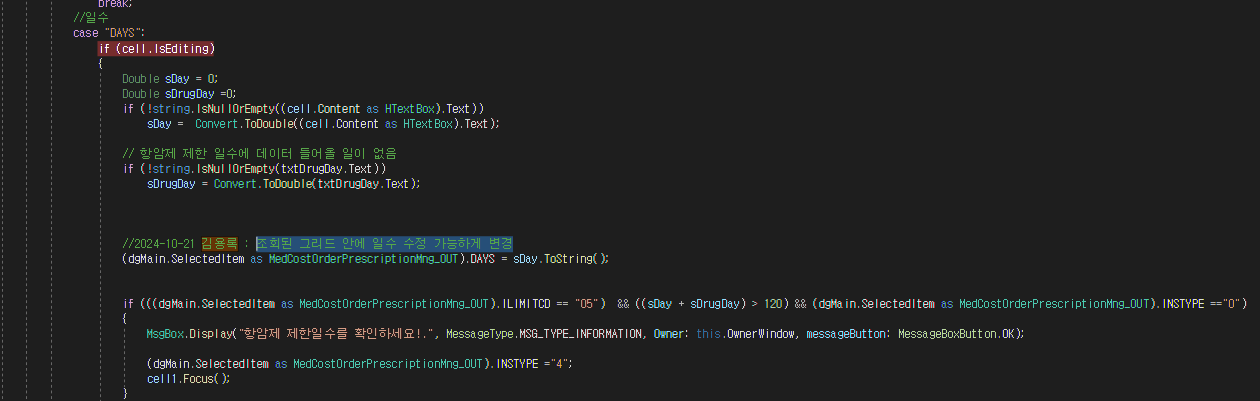 break;
//일수
case "DAYS":
if (cell.IsEditing)
{
Double sDay = 0;
Double sDrugDay =0;
if (!string.IsNullOrEmpty((cell.Content as HTextBox).Text))
sDay =  Convert.ToDouble((cell.Content as HTextBox).Text);
// 항암제 제한 일수에 데이터 들어올 일이 없음
if (!string.IsNullOrEmpty(txtDrugDay.Text))
sDrugDay = Convert.ToDouble(txtDrugDay.Text);
//2024-10-21 김용록 : 조회된 그리드 안에 일수 수정 가능하게 변경
(dgMain.SelectedItem as MedCostOrderPrescriptionMng_OUT).DAYS = sDay.ToString();
if (((dgMain.SelectedItem as MedCostOrderPrescriptionMng_OUT).ILIMITCD == "05")  && ((sDay + sDrugDay) > 120) && (dgMain.SelectedItem as MedCostOrderPrescriptionMng_OUT).INSTYPE =="0")
{
MsgBox.Display("항암제 제한일수를 확인하세요!.", MessageType.MSG_TYPE_INFORMATION, Owner: this.OwnerWindow, messageButton: MessageBoxButton.OK);
(dgMain.SelectedItem as MedCostOrderPrescriptionMng_OUT).INSTYPE ="4";
cell1.Focus();
}